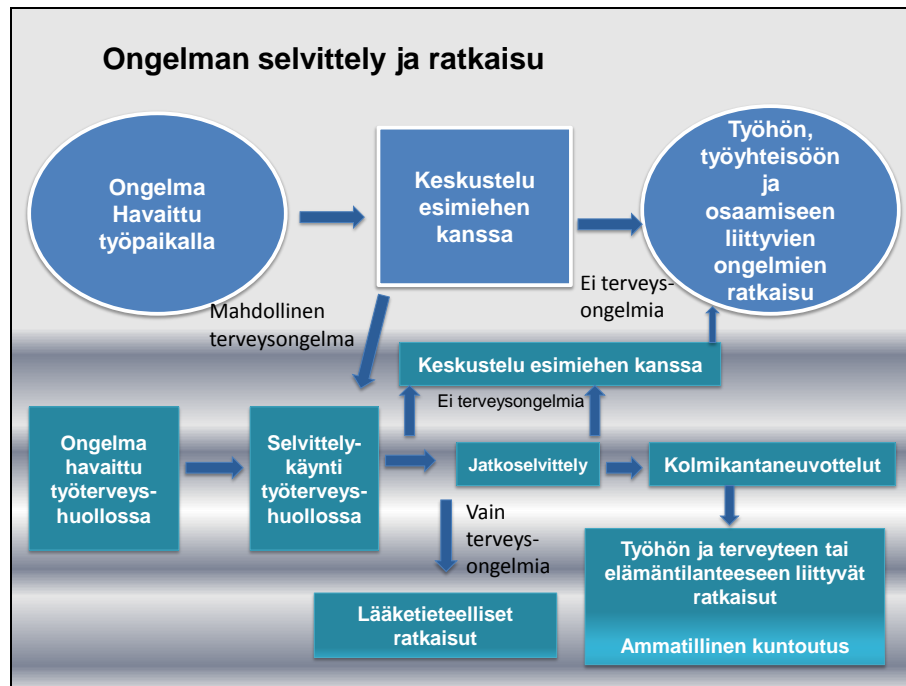 Ongelman selvittely ja ratkaisu
Ongelma
Havaittu
työpaikalla
Keskustelu
esimiehen
kanssa
Työhön,
työyhteisöön
ja
osaamiseen
liittyvien
ongelmien
ratkaisu
Mahdollinen
terveysongelma
Ei terveys-
ongelmia
Keskustelu esimiehen kanssa
Ei terveysongelmia
Ongelma
havaittu
työterveys-
huollossa
Selvittely-
käynti
työterveys-
huollossa
Jatkoselvittely
Kolmikantaneuvottelut
Vain
terveys-
ongelmia
Työhön ja terveyteen tai
elämäntilanteeseen liittyvät
ratkaisut
Ammatillinen kuntoutus
Lääketieteelliset
ratkaisut